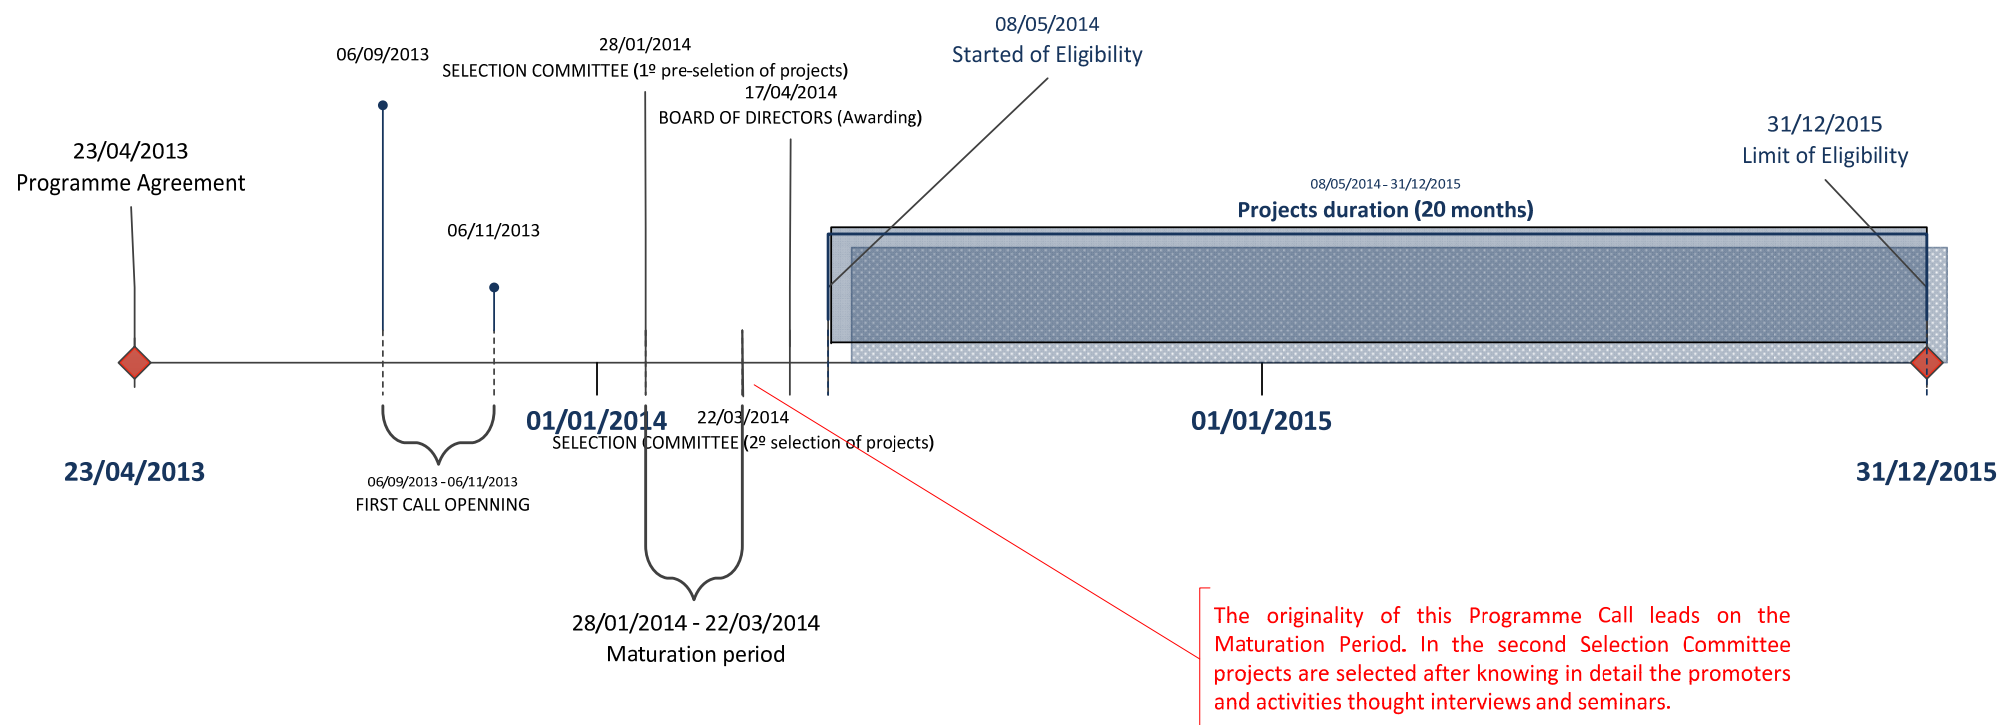 08/05/2014
Started of Eligibility
06/09/2013
28/01/2014
SELECTION COMMITTEE (1º pre-seletion of projects)
17/04/2014
BOARD OF DIRECTORS (Awarding)
31/12/2015
Limit of Eligibility
23/04/2013
Programme Agreement
08/05/2014 - 31/12/2015
Projects duration (20 months)
06/11/2013
01/01/2014
22/03/2014
SELECTION COMMITTEE (2º selection of projects)
01/01/2015
23/04/2013
31/12/2015
06/09/2013 - 06/11/2013
FIRST CALL OPENNING
28/01/2014 - 22/03/2014
Maturation period
The originality of this Programme Call leads on the
Maturation Period. In the second Selection Committee
projects are selected after knowing in detail the promoters
and activities thought interviews and seminars.